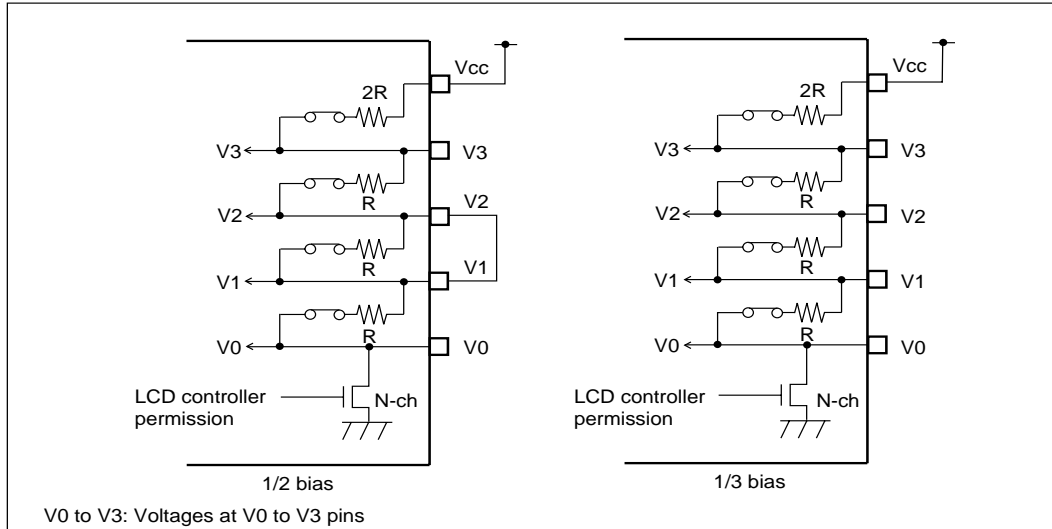 Vcc
2R
V3
V3
R
V2
V2
R
V1
V1
R
V0
V0
LCD controller
permission
N-ch
1/2 bias
Vcc
2R
V3
V3
R
V2
V2
R
V1
V1
R
V0
V0
LCD controller
permission
N-ch
1/3 bias
V0 to V3: Voltages at V0 to V3 pins